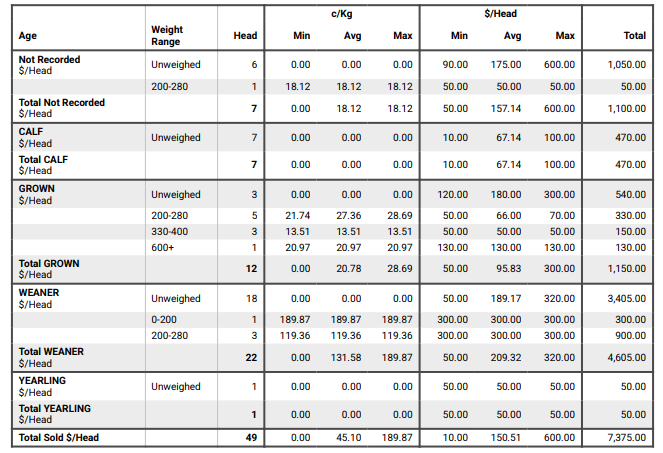 c/Kg $/Head
Age Weight Range Head Min Avg Max Min Avg Max Total
Not Recorded
$/Head Unweighed 6 0.00 0.00 0.00 90.00 175.00 600.00 1,050.00
200-280 1 18.12 18.12 18.12 50.00 50.00 50.00 50.00
Total Not Recorded
$/Head 7 0.00 18.12 18.12 50.00 157.14 600.00 1,100.00
CALF
$/Head Unweighed 7 0.00 0.00 0.00 10.00 67.14 100.00 470.00
Total CALF
$/Head 7 0.00 0.00 0.00 10.00 67.14 100.00 470.00
GROWN
$/Head Unweighed 3 0.00 0.00 0.00 120.00 180.00 300.00 540.00
200-280 5 21.74 27.36 28.69 50.00 66.00 70.00 330.00
330-400 3 13.51 13.51 13.51 50.00 50.00 50.00 150.00
600+ 1 20.97 20.97 20.97 130.00 130.00 130.00 130.00
Total GROWN
$/Head 12 0.00 20.78 28.69 50.00 95.83 300.00 1,150.00
WEANER
$/Head Unweighed 18 0.00 0.00 0.00 50.00 189.17 320.00 3,405.00
0-200 1 189.87 189.87 189.87 300.00 300.00 300.00 300.00
200-280 3 119.36 119.36 119.36 300.00 300.00 300.00 900.00
Total WEANER
$/Head 22 0.00 131.58 189.87 50.00 209.32 320.00 4,605.00
YEARLING
$/Head Unweighed 1 0.00 0.00 0.00 50.00 50.00 50.00 50.00
Total YEARLING
$/Head 1 0.00 0.00 0.00 50.00 50.00 50.00 50.00
Total Sold $/Head 49 0.00 45.10 189.87 10.00 150.51 600.00 7,375.00